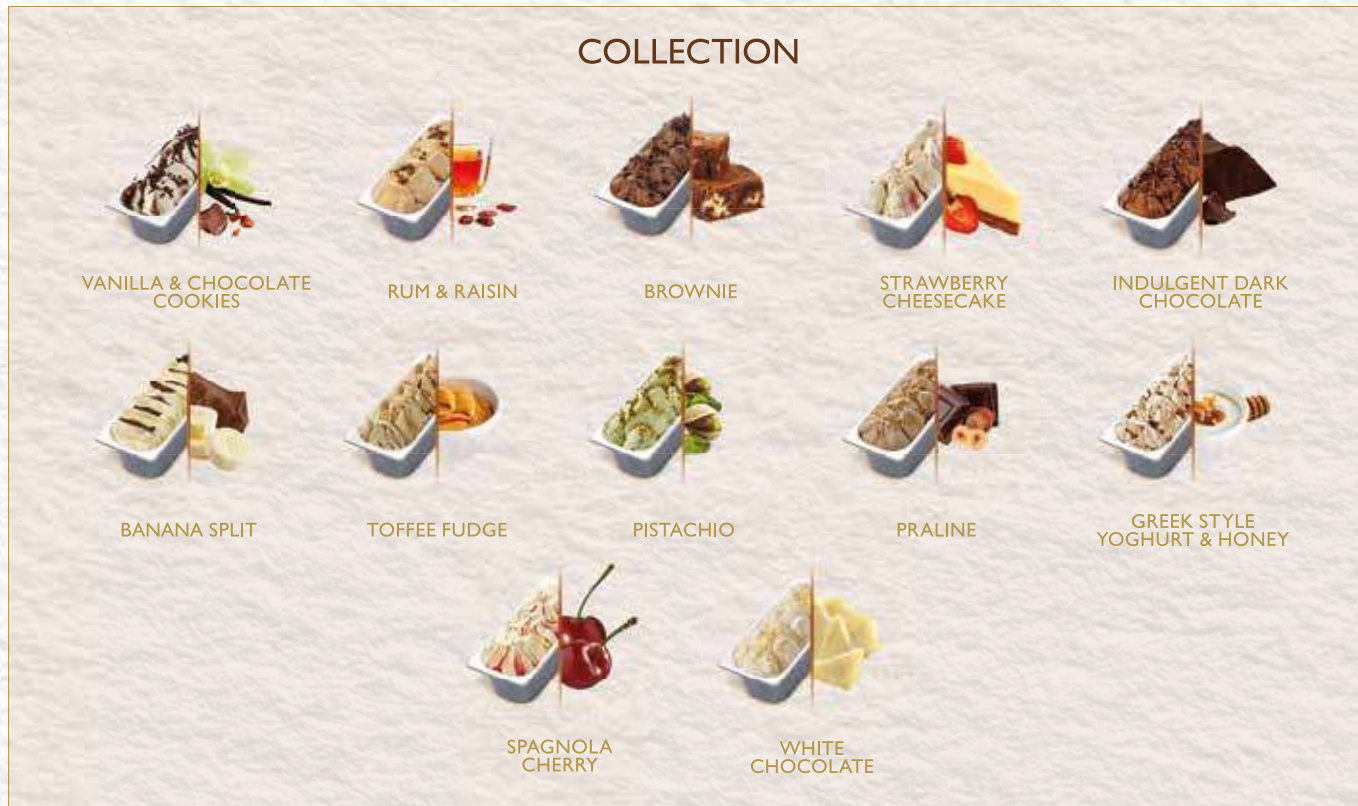 COLLECTION
VANILLA & CHOCOLATE
COOKIES
RUM & RAISIN
BROWNIE
STRAWBERRY
CHEESECAKE
INDULGENT DARK
CHOCOLATE
BANANA SPLIT
TOFFEE FUDGE
PISTACHIO
PRALINE
GREEK STYLE
YOGHURT & HONEY
SPAGNOLA
CHERRY
WHITE
CHOCOLATE